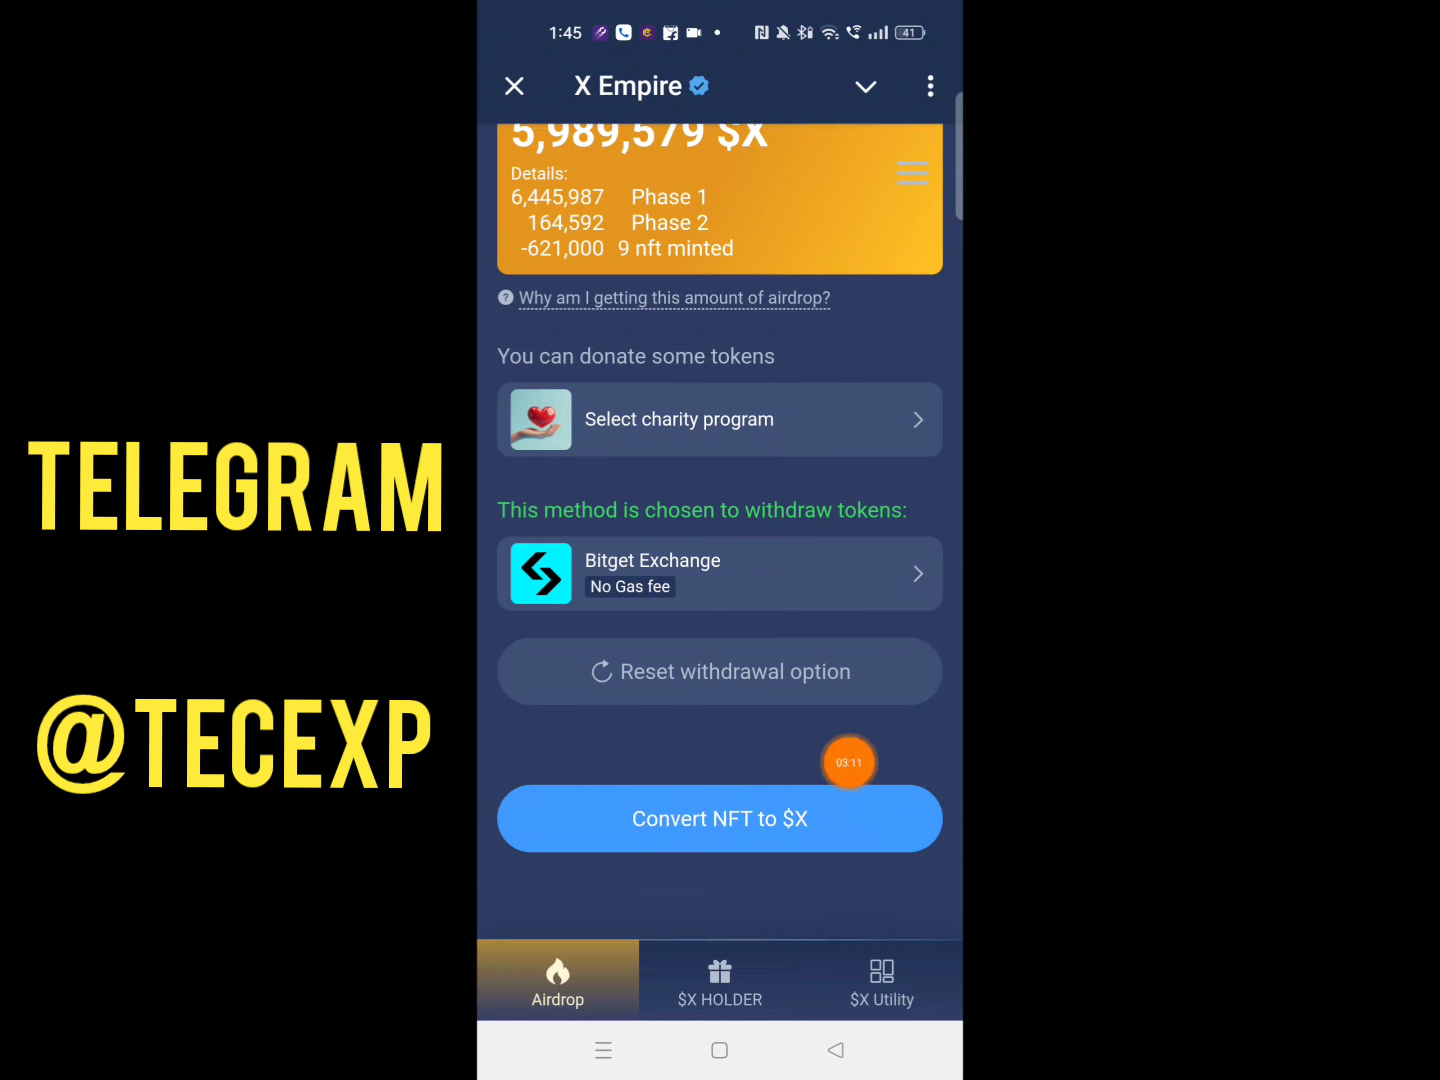 1:45
41
X Empire
5,989,579 $X
Details:
6,445,987 Phase 1
164,592 Phase 2
-621,000 9 nft minted
? Why am I getting this amount of airdrop?
You can donate some tokens
Select charity program
TELEGRAM
This method is chosen to withdraw tokens:
Bitget Exchange
No Gas fee
Reset withdrawal option
@TECEXP
03:11
Convert NFT to $X
Airdrop
$X HOLDER
$X Utility